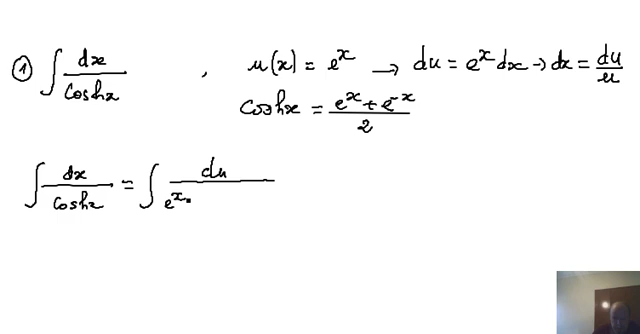 ① ∫ dx/coshx , u(x) = e^x → du = e^x dx → dx = du/u
coshx = (e^x + e^-x)/2
∫ dx/coshx = ∫ du/e^x.